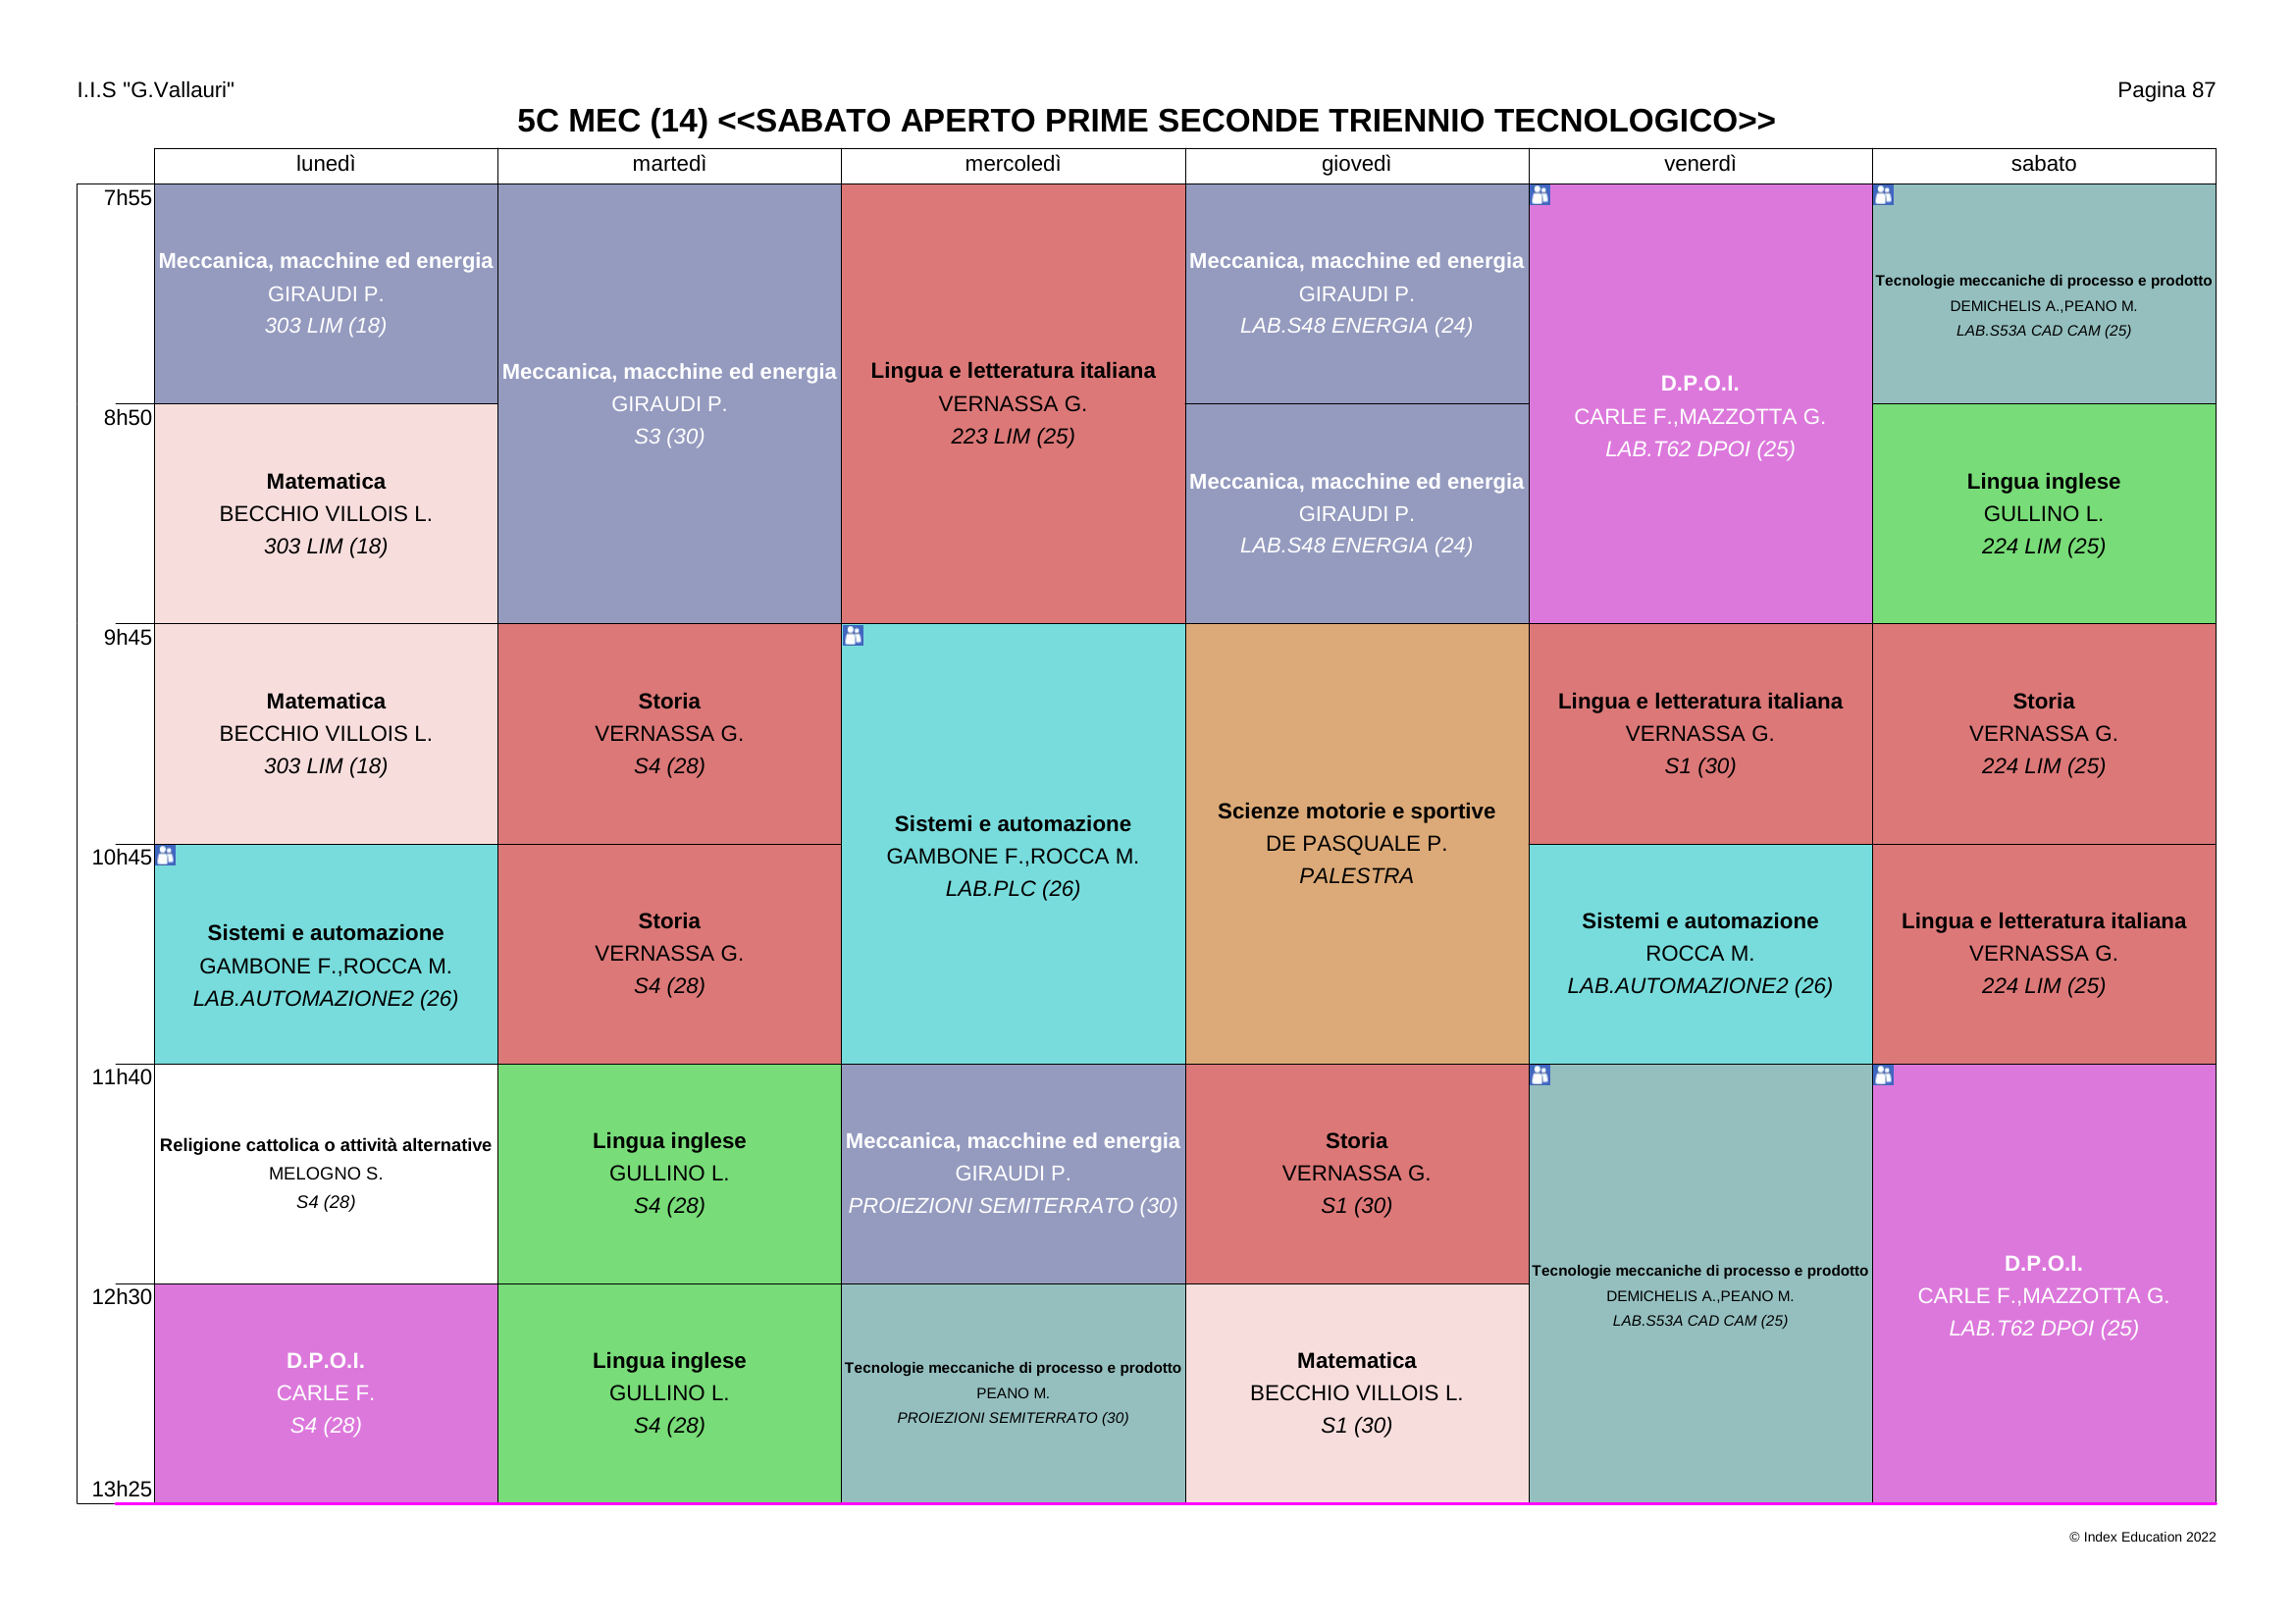 I.I.S "G.Vallauri"
Pagina 87
5C MEC (14) <<SABATO APERTO PRIME SECONDE TRIENNIO TECNOLOGICO>>
lunedì
martedì
mercoledì
giovedì
venerdì
sabato
7h55
Meccanica, macchine ed energia
GIRAUDI P.
303 LIM (18)
Meccanica, macchine ed energia
GIRAUDI P.
S3 (30)
Lingua e letteratura italiana
VERNASSA G.
223 LIM (25)
Meccanica, macchine ed energia
GIRAUDI P.
LAB.S48 ENERGIA (24)
D.P.O.I.
CARLE F.,MAZZOTTA G.
LAB.T62 DPOI (25)
Tecnologie meccaniche di processo e prodotto
DEMICHELIS A.,PEANO M.
LAB.S53A CAD CAM (25)
8h50
Matematica
BECCHIO VILLOIS L.
303 LIM (18)
Meccanica, macchine ed energia
GIRAUDI P.
LAB.S48 ENERGIA (24)
Lingua inglese
GULLINO L.
224 LIM (25)
9h45
Matematica
BECCHIO VILLOIS L.
303 LIM (18)
Storia
VERNASSA G.
S4 (28)
Sistemi e automazione
GAMBONE F.,ROCCA M.
LAB.PLC (26)
Scienze motorie e sportive
DE PASQUALE P.
PALESTRA
Lingua e letteratura italiana
VERNASSA G.
S1 (30)
Storia
VERNASSA G.
224 LIM (25)
10h45
Sistemi e automazione
GAMBONE F.,ROCCA M.
LAB.AUTOMAZIONE2 (26)
Storia
VERNASSA G.
S4 (28)
Sistemi e automazione
ROCCA M.
LAB.AUTOMAZIONE2 (26)
Lingua e letteratura italiana
VERNASSA G.
224 LIM (25)
11h40
Religione cattolica o attività alternative
MELOGNO S.
S4 (28)
Lingua inglese
GULLINO L.
S4 (28)
Meccanica, macchine ed energia
GIRAUDI P.
PROIEZIONI SEMITERRATO (30)
Storia
VERNASSA G.
S1 (30)
Tecnologie meccaniche di processo e prodotto
DEMICHELIS A.,PEANO M.
LAB.S53A CAD CAM (25)
D.P.O.I.
CARLE F.,MAZZOTTA G.
LAB.T62 DPOI (25)
12h30
D.P.O.I.
CARLE F.
S4 (28)
Lingua inglese
GULLINO L.
S4 (28)
Tecnologie meccaniche di processo e prodotto
PEANO M.
PROIEZIONI SEMITERRATO (30)
Matematica
BECCHIO VILLOIS L.
S1 (30)
13h25
© Index Education 2022